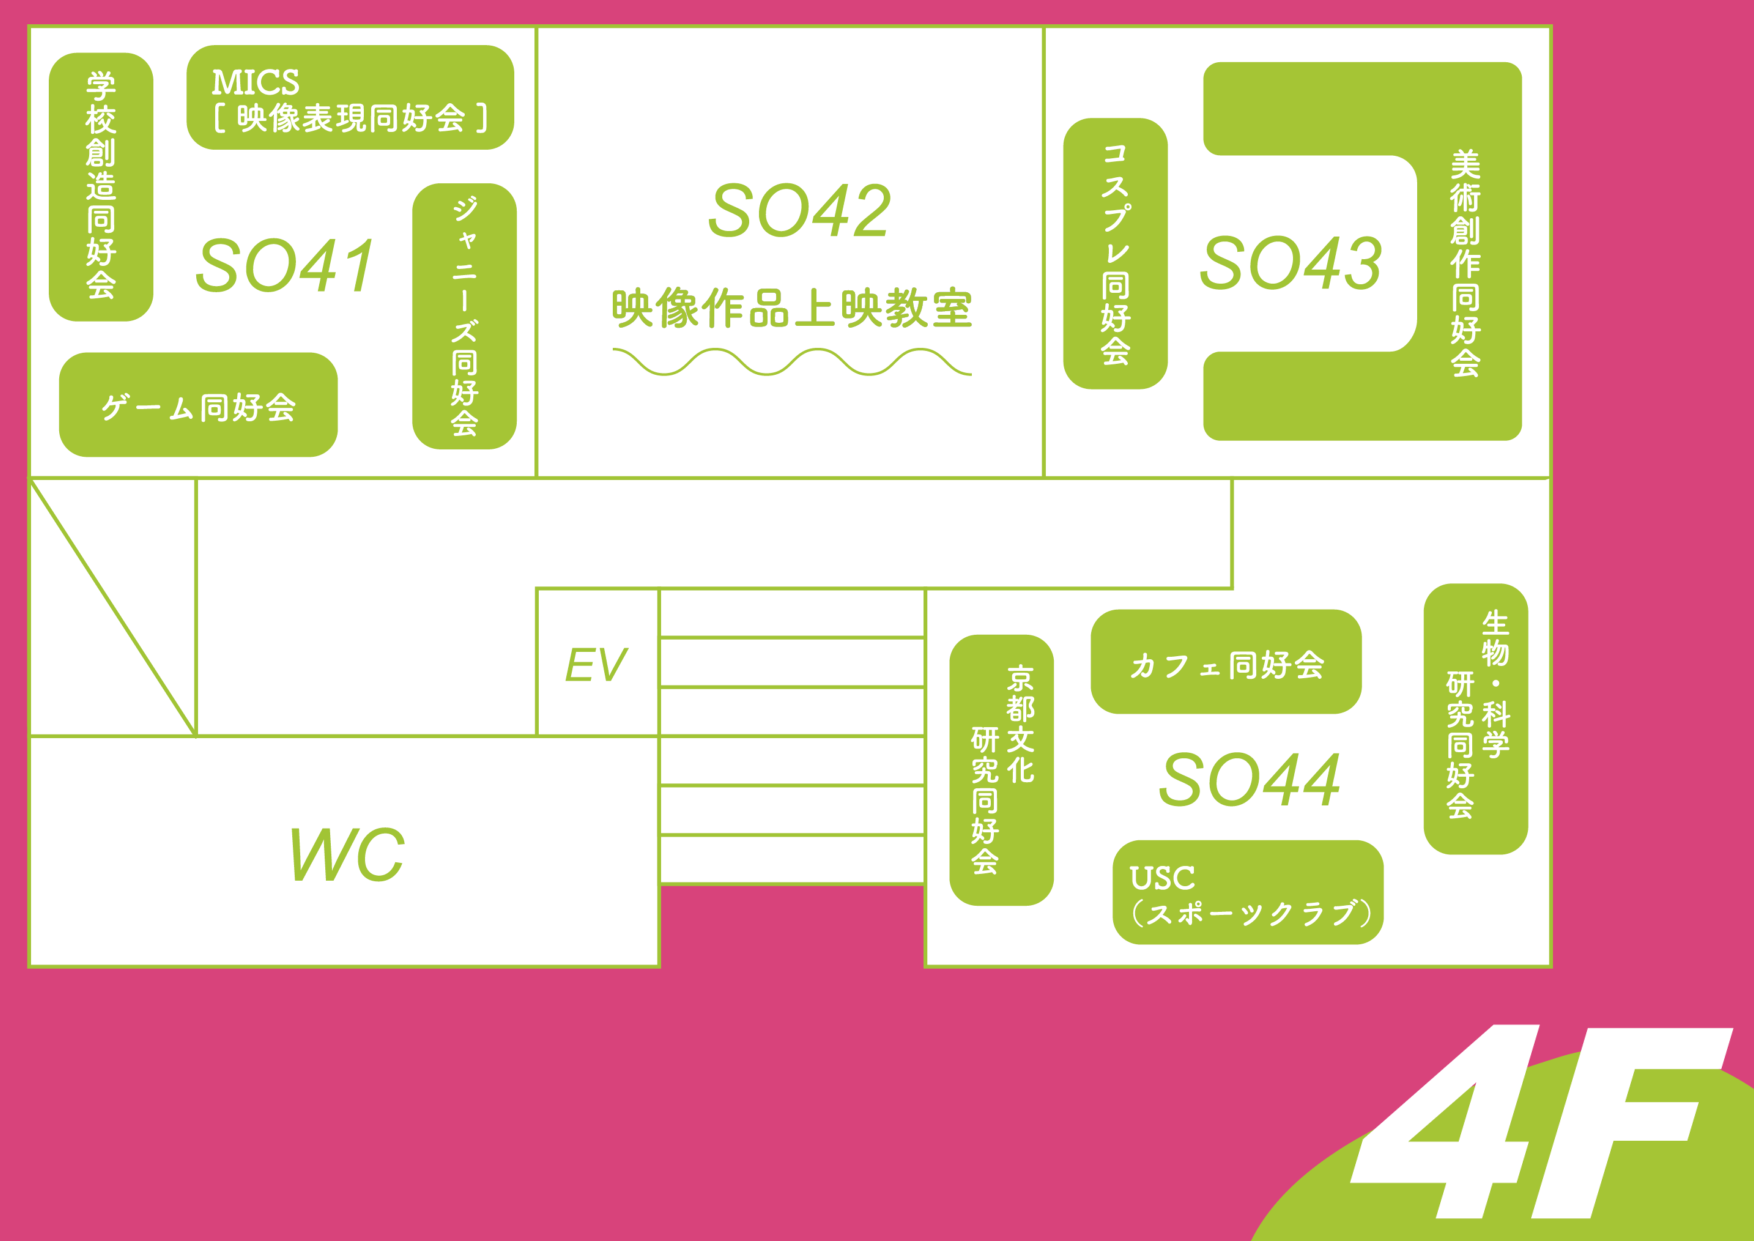 学校創造同好会
MICS
[ 映像表現同好会 ]
SO41
ジャニーズ同好会
ゲーム同好会
SO42
映像作品上映教室
コスプレ同好会
SO43
美術創作同好会
EV
WC
京都文化
研究同好会
カフェ同好会
SO44
USC
（スポーツクラブ）
生物・科学
研究同好会
4F